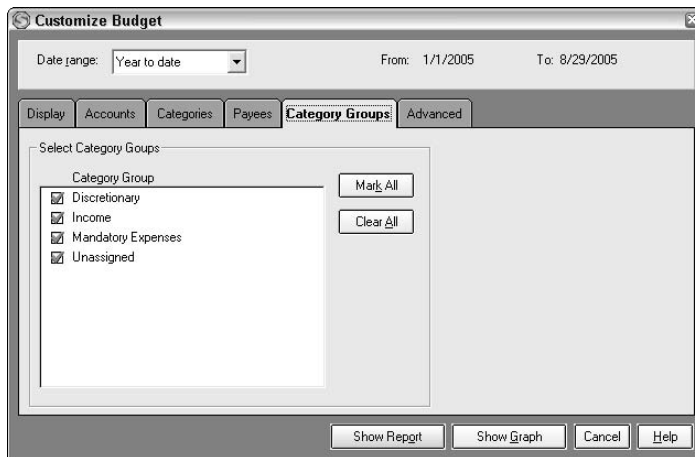 Customize Budget
Date range: Year to date From: 1/1/2005 To: 8/29/2005
Display Accounts Categories Payees Category Groups Advanced
Select Category Goups
Category Group
Discretionary
Income
Mandatory Expenses
Unassigned
Mark All
Clear All
Show Report Show Graph Cancel Help